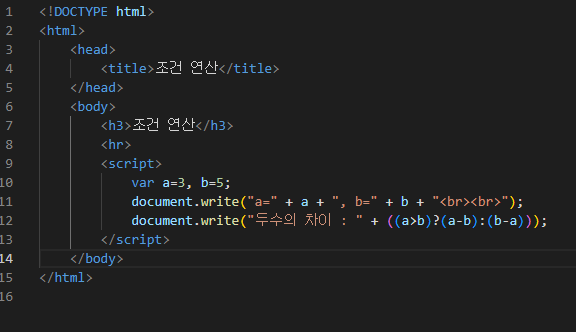 1 <!DOCTYPE html>
2 <html>
3     <head>
4         <title>조건 연산</title>
5     </head>
6     <body>
7         <h3>조건 연산</h3>
8         <hr>
9         <script>
10             var a=3, b=5;
11             document.write("a=" + a + ", b=" + b + "<br><br>");
12             document.write("두수의 차이 : " + ((a>b)?(a-b):(b-a)));
13         </script>
14     </body>
15 </html>
16